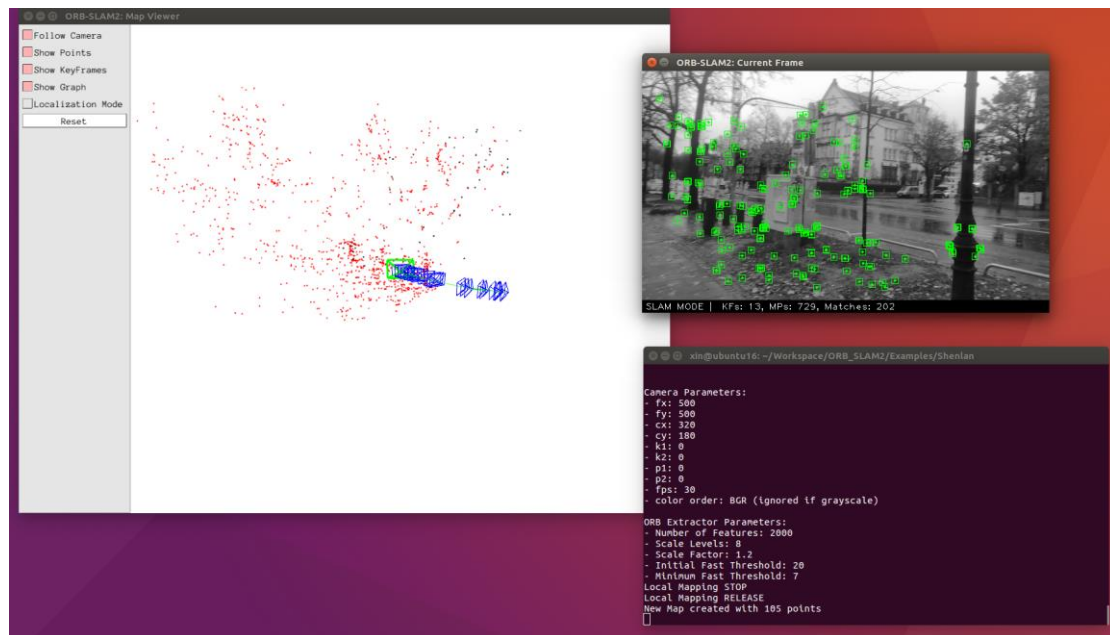 ORB-SLAM2: Map Viewer
Follow Camera
Show Points
Show KeyFrames
Show Graph
Localization Mode
Reset
ORB-SLAM2: Current Frame
SLAM MODE | KFs: 13, MPs: 729, Matches: 202
xin@ubuntu16: ~/Workspace/ORB_SLAM2/Examples/Shenlan
Camera Parameters:
- fx: 500
- fy: 500
- cx: 320
- cy: 180
- k1: 0
- k2: 0
- p1: 0
- p2: 0
- fps: 30
- color order: BGR (ignored if grayscale)
ORB Extractor Parameters:
- Number of Features: 2000
- Scale Levels: 8
- Scale Factor: 1.2
- Initial Fast Threshold: 20
- Minimum Fast Threshold: 7
Local Mapping STOP
Local Mapping RELEASE
New Map created with 105 points